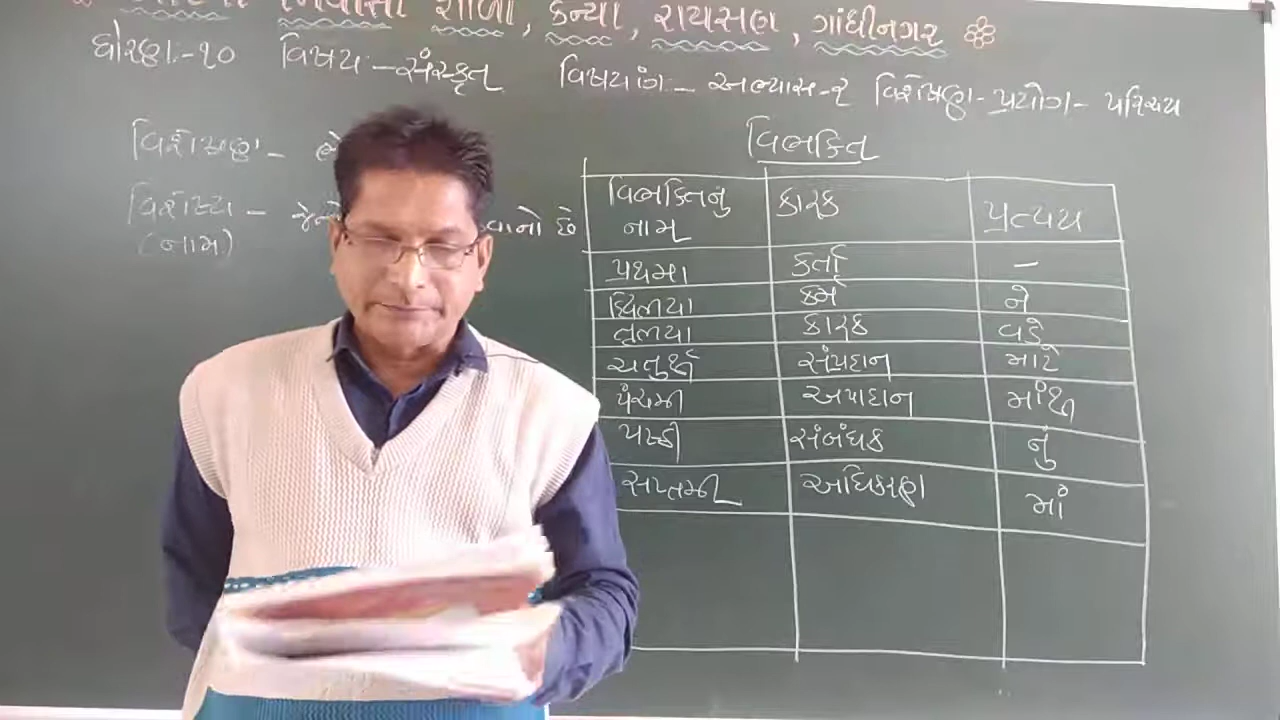 નિવાસી શાળા, કન્યા, રાયસણ, ગાંધીનગર
ધોરણ:-૧૦ વિષય:-સંસ્કૃત વિષયાંગ:- અભ્યાસ-૨ વિશેષણ-પ્રયોગ- પરિચય
વિશેષણ -
વિશેષ્ય -
(નામ) વાનો છે
વિભક્તિ
વિભક્તિનું નામ કારક પ્રત્યય
પ્રથમા કર્તા -
દ્વિતીયા કર્મ ને
તૃતીયા કારક વડે
ચતુર્થી સંપ્રદાન માટે
પંચમી અપાદાન માંથી
ષષ્ઠી સંબંધક નું
સપ્તમી અધિકરણ માં